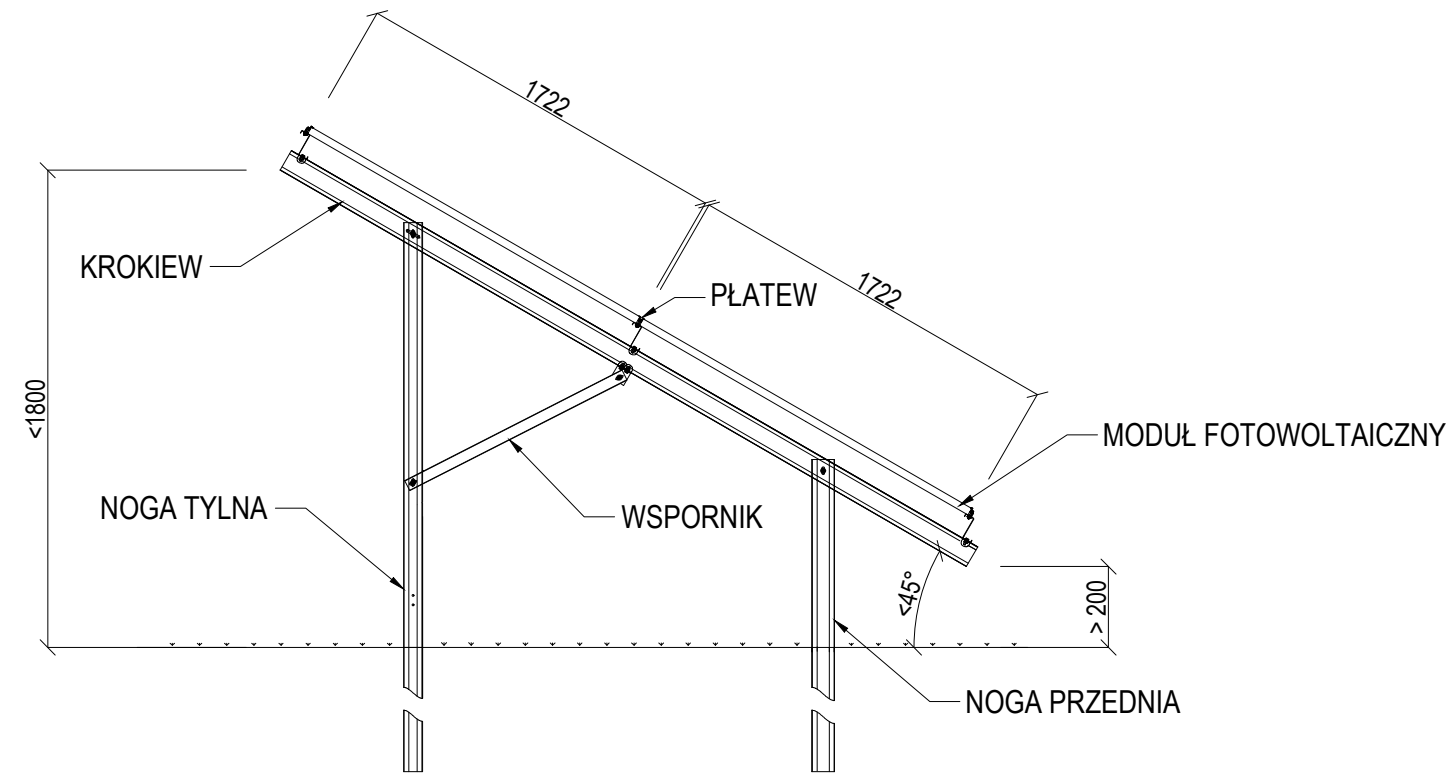 1722
KROKIEW
PŁATEW
1722
<1800
MODUŁ FOTOWOLTAICZNY
NOGA TYLNA
WSPORNIK
<45°
> 200
NOGA PRZEDNIA